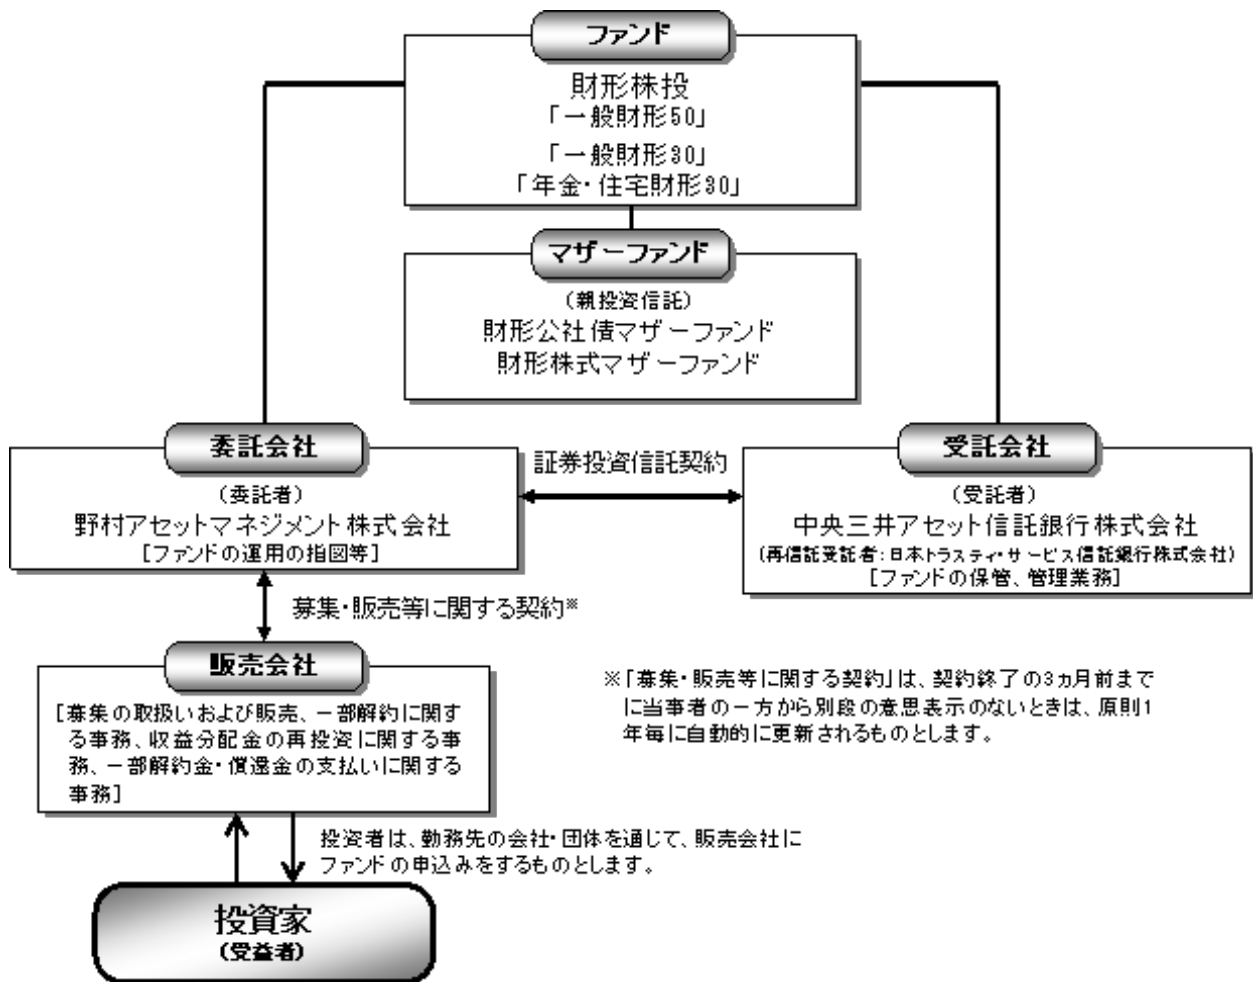 ファンド
財形株投
「一般財形50」
「一般財形30」
「年金・住宅財形30」
マザーファンド
（親投資信託）
財形公社債マザーファンド
財形株式マザーファンド
委託会社
（委託者）
野村アセットマネジメント株式会社
[ファンドの運用の指図等]
証券投資信託契約
受託会社
（受託者）
中央三井アセット信託銀行株式会社
（再信託受託者：日本トラスティ・サービス信託銀行株式会社）
[ファンドの保管、管理業務]
募集・販売等に関する契約※
販売会社
[募集の取扱いおよび販売、一部解約に関す
る事務、収益分配金の再投資に関する事
務、一部解約金・償還金の支払いに関する
事務]
※「募集・販売等に関する契約」は、契約終了の3ヵ月前まで
に当事者の一方から別段の意思表示のないときは、原則1
年毎に自動的に更新されるものとします。
投資者は、勤務先の会社・団体を通じて、販売会社に
ファンドの申込みをするものとします。
投資家
（受益者）